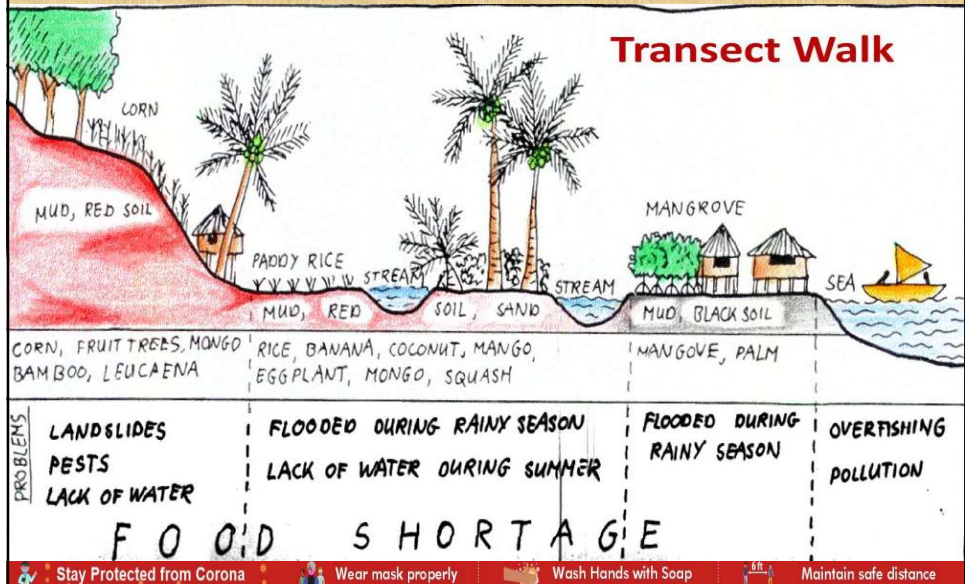 Transect Walk
CORN
MUD, RED SOIL
MANGROVE
PADDY RICE
STREAM
STREAM
SEA
MUD, RED
SOIL, SAND
MUD, BLACK SOIL
CORN, FRUIT TREES, MONGO
BAMBOO, LEUCAENA
RICE, BANANA, COCONUT, MANGO,
EGGPLANT, MONGO, SQUASH
MANGOVE, PALM
PROBLEMS
LANDSLIDES
PESTS
LACK OF WATER
FLOODED DURING RAINY SEASON
LACK OF WATER DURING SUMMER
FLOODED DURING
RAINY SEASON
OVERFISHING
POLLUTION
FOOD SHORTAGE
Stay Protected from Corona
Wear mask properly
Wash Hands with Soap
6 ft
Maintain safe distance